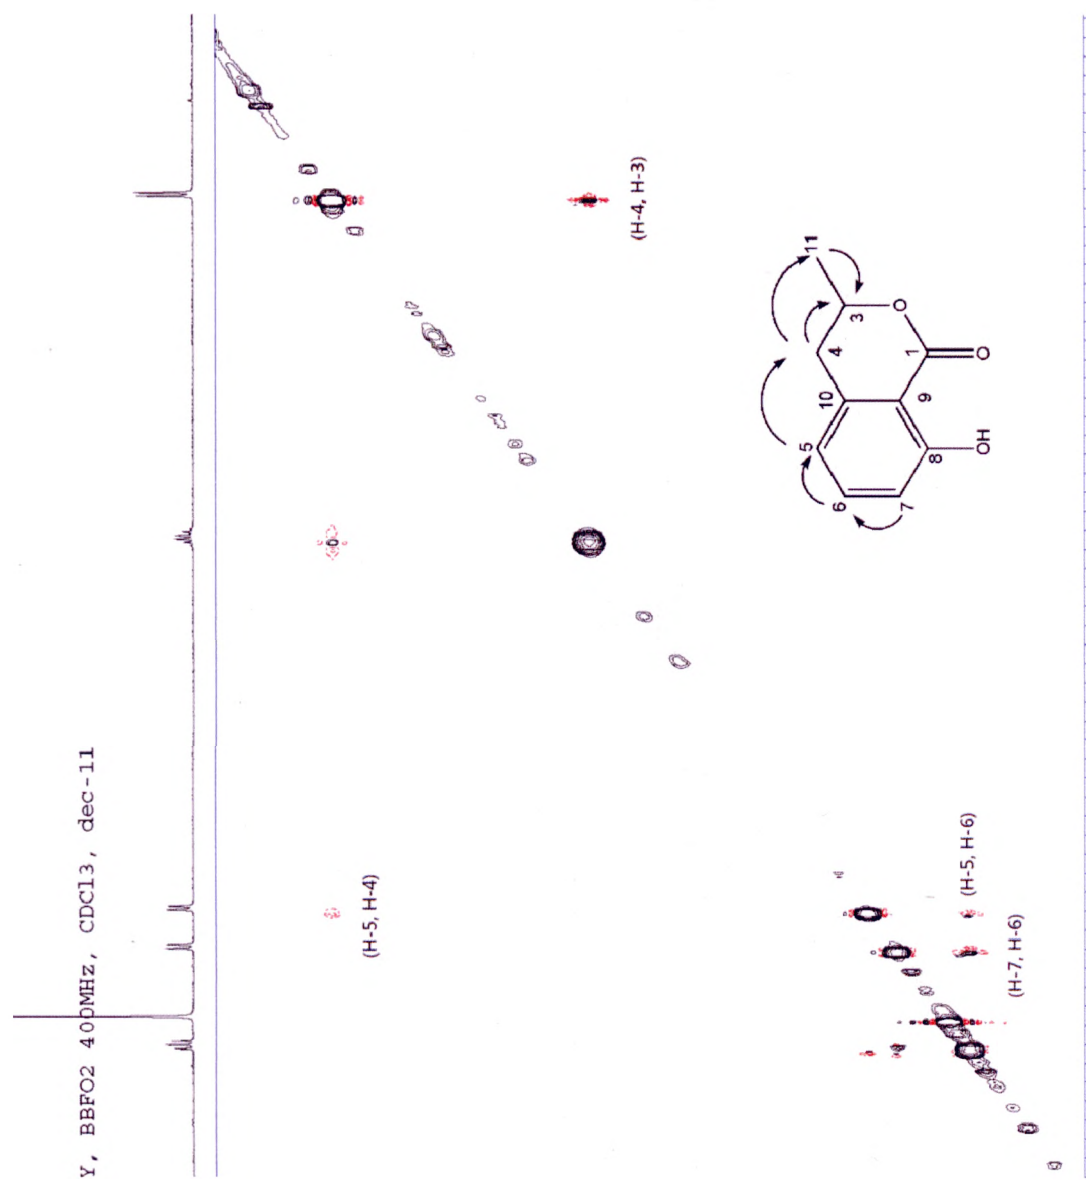 Y, BBFO2 400MHz, CDCl3, dec-11
(H-4, H-3)
(H-5, H-4)
(H-5, H-6)
(H-7, H-6)
11
3
O
4
1
O
10
9
5
8
OH
6
7